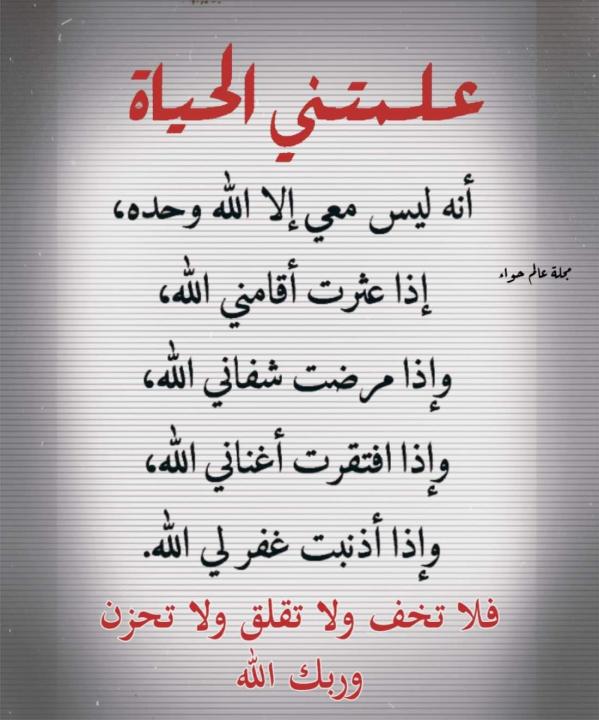 علمتني الحياة
أنه ليس معي إلا الله وحده،
مجلة عالم حواء
إذا عثرت أقامني الله،
وإذا مرضت شفاني الله،
وإذا افتقرت أغناني الله،
وإذا أذنبت غفر لي الله.
فلا تخف ولا تقلق ولا تحزن
وربك الله